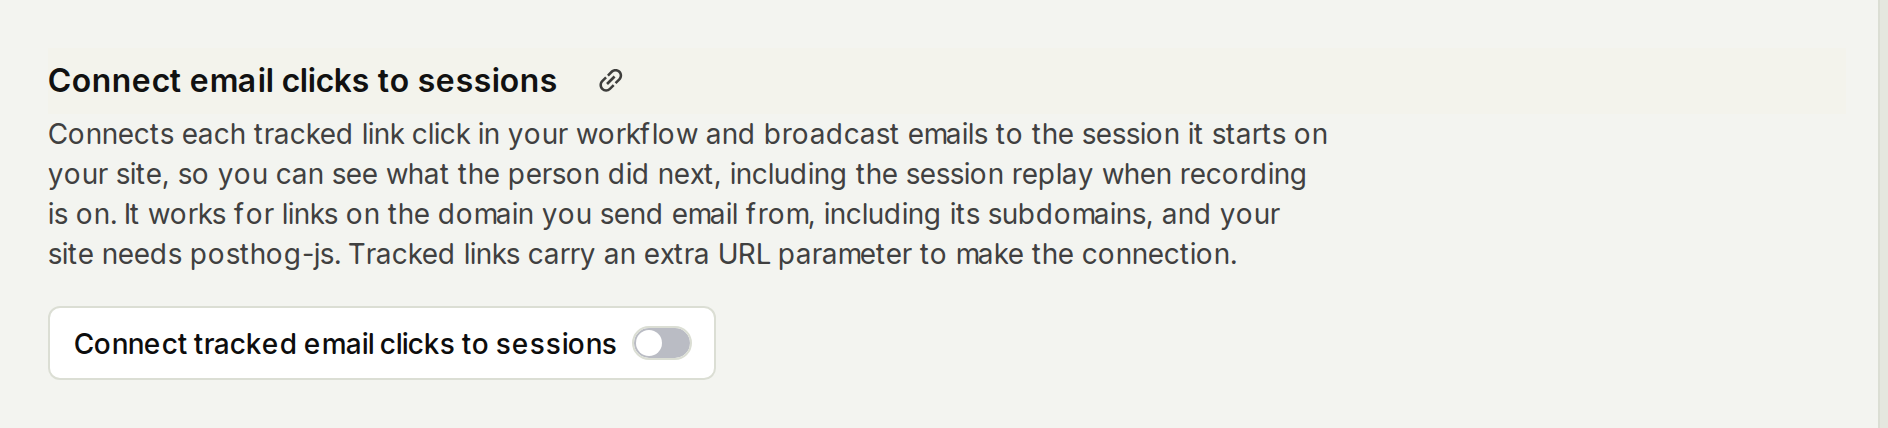 Connect email clicks to sessions
Connects each tracked link click in your workflow and broadcast emails to the session it starts on
your site, so you can see what the person did next, including the session replay when recording
is on. It works for links on the domain you send email from, including its subdomains, and your
site needs posthog-js. Tracked links carry an extra URL parameter to make the connection.
Connect tracked email clicks to sessions